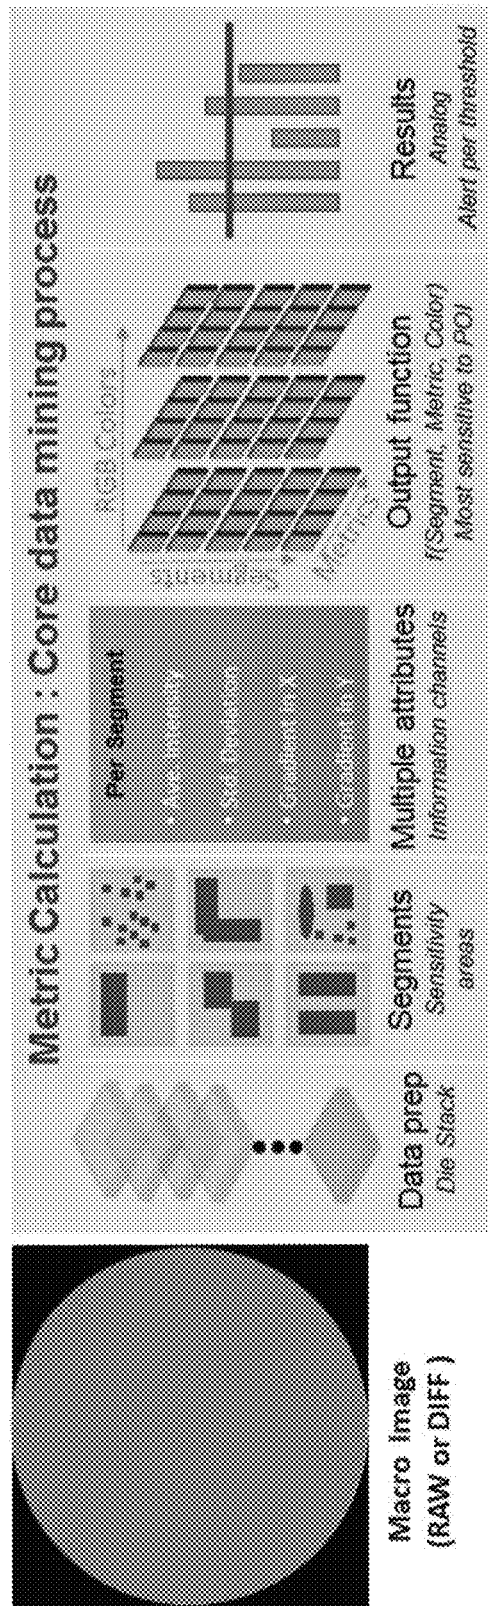 Metric Calculation : Core data mining process
Macro Image
(RAW or DIFF )
Data prep
Die Stack
Segments
Sensitivity
areas
Per Segment
Multiple attributes
Information channels
RGB Colors
Segments
Metrics
Output function
f(Segment, Metric, Color)
Most sensitive to POI
Results
Analog
Alert per threshold